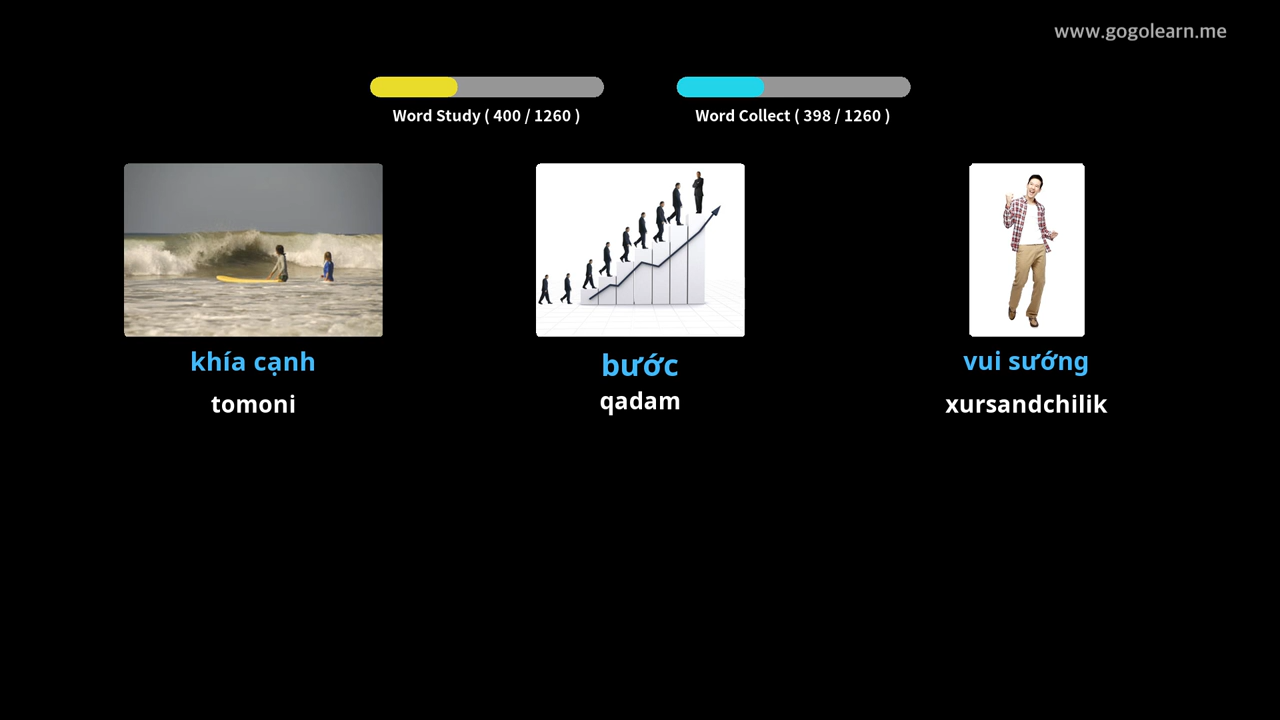 www.gogolearn.me
Word Study ( 400 / 1260 )
Word Collect ( 398 / 1260 )
khía cạnh
tomoni
bước
qadam
vui sướng
xursandchilik